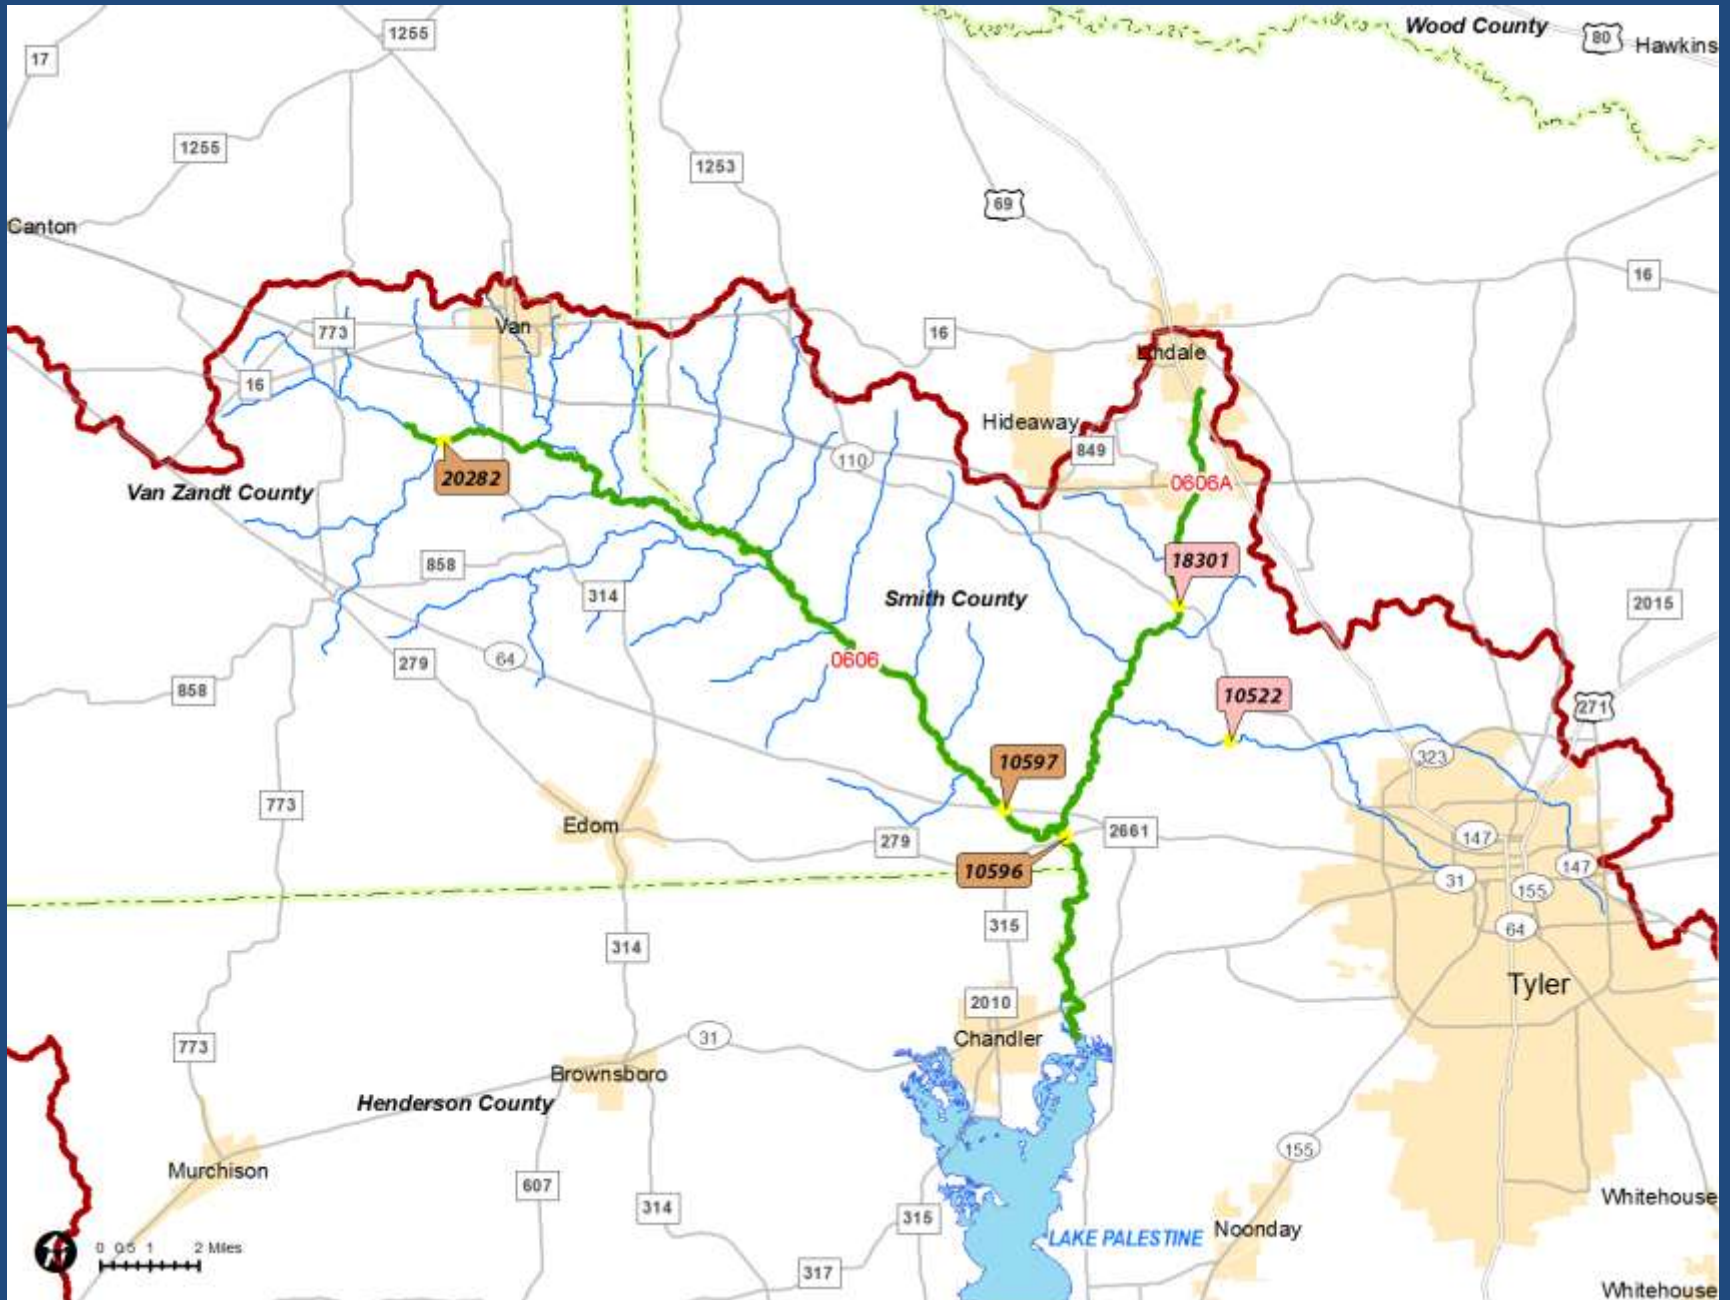 Wood County
80
Hawkins
17
1255
1255
1253
69
Canton
16
773
Van
16
Lindale
16
Hideaway
849
110
20282
0606A
Van Zandt County
858
18301
314
Smith County
2015
64
279
0606
858
10522
271
323
10597
773
Edom
279
2661
147
10596
31
155
147
315
64
314
Tyler
2010
773
31
Chandler
Brownsboro
Henderson County
155
Murchison
607
314
315
Whitehouse
LAKE PALESTINE
Noonday
0 0.5 1 2 Miles
317
Whitehouse